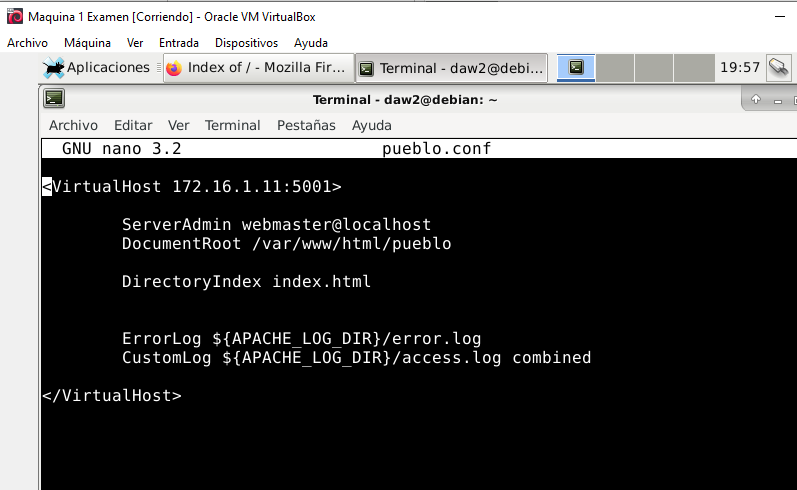 Maquina 1 Examen [Corriendo] - Oracle VM VirtualBox
Archivo Máquina Ver Entrada Dispositivos Ayuda
Aplicaciones Index of / - Mozilla Fir... Terminal - daw2@debi... 19:57
Terminal - daw2@debian: ~
Archivo Editar Ver Terminal Pestañas Ayuda
GNU nano 3.2 pueblo.conf
<VirtualHost 172.16.1.11:5001>
ServerAdmin webmaster@localhost
DocumentRoot /var/www/html/pueblo
DirectoryIndex index.html
ErrorLog ${APACHE_LOG_DIR}/error.log
CustomLog ${APACHE_LOG_DIR}/access.log combined
</VirtualHost>